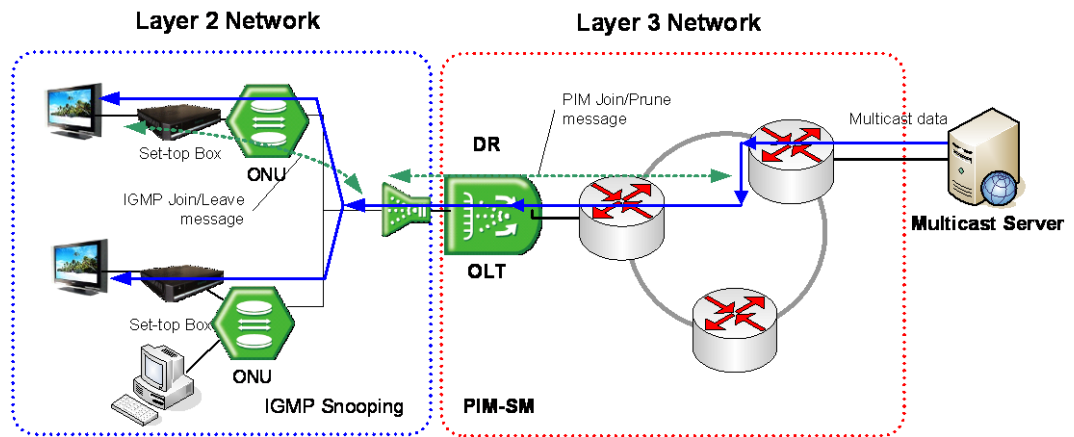 Layer 2 Network
Layer 3 Network
PIM Join/Prune
message
Multicast data
DR
Set-top Box
ONU
IGMP Join/Leave
message
Multicast Server
OLT
Set-top Box
ONU
IGMP Snooping
PIM-SM